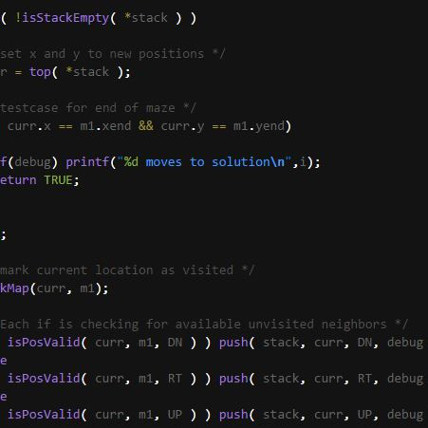 ( !isStackEmpty( *stack ) )
set x and y to new positions */
r = top( *stack );
testcase for end of maze */
curr.x == m1.xend && curr.y == m1.yend)
f(debug) printf("%d moves to solution\n",i);
eturn TRUE;
;
mark current location as visited */
kMap(curr, m1);
Each if is checking for available unvisited neighbors */
isPosValid( curr, m1, DN ) ) push( stack, curr, DN, debug
e
isPosValid( curr, m1, RT ) ) push( stack, curr, RT, debug
e
isPosValid( curr, m1, UP ) ) push( stack, curr, UP, debug